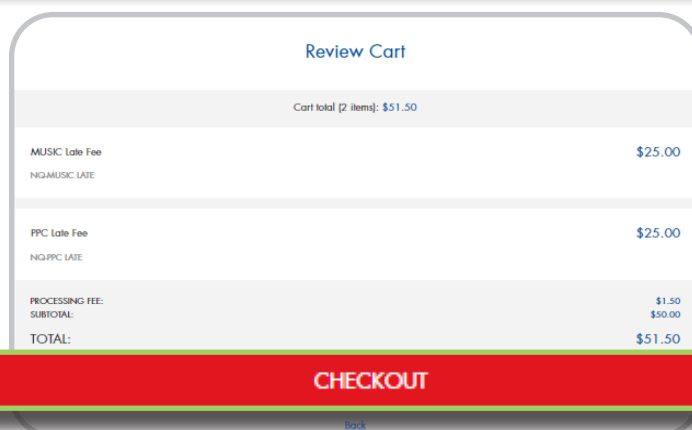 Review Cart
Cart total (2 items): $51.50
MUSIC Late Fee $25.00
NQ-MUSIC LATE
PPC Late Fee $25.00
NQ-PPC LATE
PROCESSING FEE: $1.50
SUBTOTAL: $50.00
TOTAL: $51.50
CHECKOUT
Back